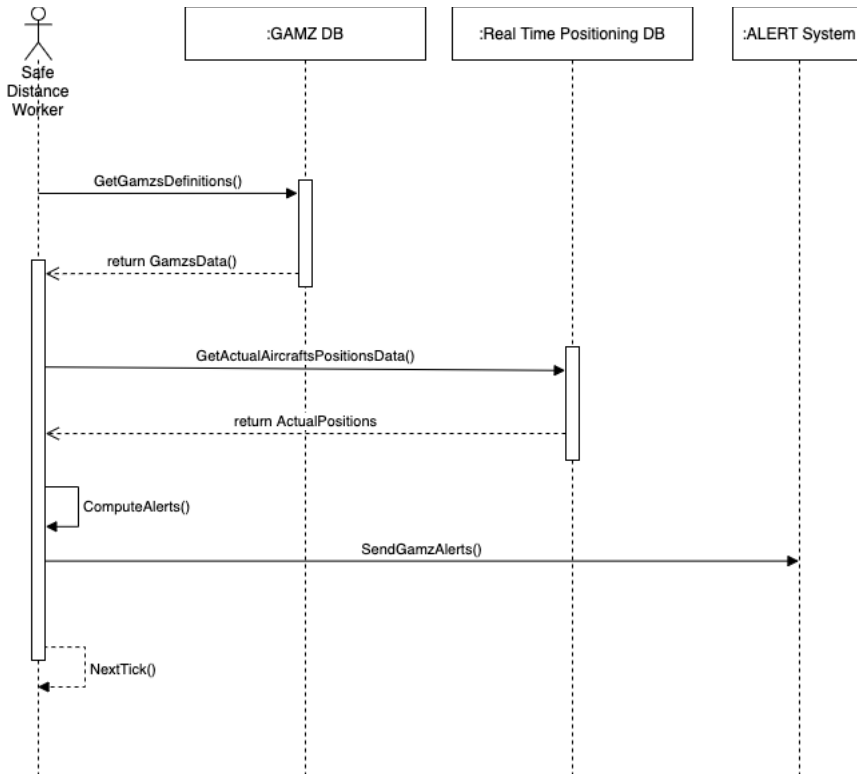 :GAMZ DB
:Real Time Positioning DB
:ALERT System
Safe
Distance
Worker
GetGamzsDefinitions()
return GamzsData()
GetActualAircraftsPositionsData()
return ActualPositions
ComputeAlerts()
SendGamzAlerts()
NextTick()